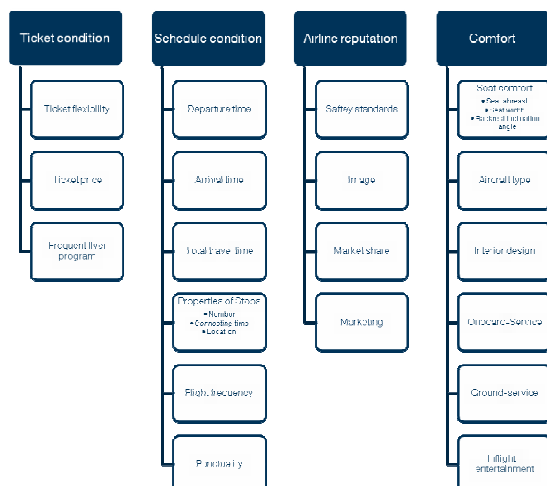 Ticket condition
Ticket flexibility
Ticket price
Frequent flyer
program
Schedule condition
Departure time
Arrival time
Total travel time
Properties of Stops
• Number
• Connecting time
• Location
Flight frequency
Punctuality
Airline reputation
Saftey standards
Image
Market share
Marketing
Comfort
Seat comfort
• Seat abreast
• Seat width
• Backrest inclination
angle
Aircraft type
Interior design
Onboard-Service
Ground-service
Inflight
entertainment